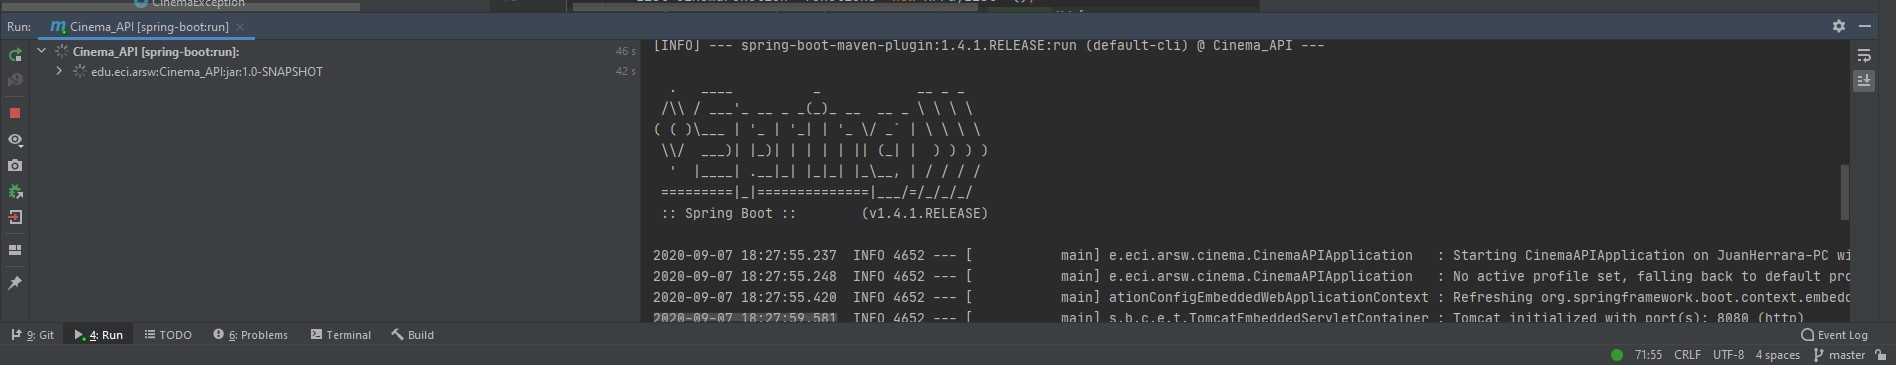 CinemaException
Run: Cinema_API [spring-boot:run] ×
Cinema_API [spring-boot:run]: 46 s
edu.eci.arsw:Cinema_API:jar:1.0-SNAPSHOT 42 s
[INFO] --- spring-boot-maven-plugin:1.4.1.RELEASE:run (default-cli) @ Cinema_API ---
  .   ____          _            __ _ _
 /\\ / ___'_ __ _ _(_)_ __  __ _ \ \ \ \
( ( )\___ | '_ | '_| | '_ \/ _` | \ \ \ \
 \\/  ___)| |_)| | | | | || (_| |  ) ) ) )
  '  |____| .__|_| |_|_| |_\__, | / / / /
 =========|_|==============|___/=/_/_/_/
 :: Spring Boot ::        (v1.4.1.RELEASE)
2020-09-07 18:27:55.237  INFO 4652 --- [           main] e.eci.arsw.cinema.CinemaAPIApplication   : Starting CinemaAPIApplication on JuanHerrara-PC wi
2020-09-07 18:27:55.248  INFO 4652 --- [           main] e.eci.arsw.cinema.CinemaAPIApplication   : No active profile set, falling back to default pro
2020-09-07 18:27:55.420  INFO 4652 --- [           main] ationConfigEmbeddedWebApplicationContext : Refreshing org.springframework.boot.context.embedd
2020-09-07 18:27:59.581  INFO 4652 --- [           main] s.b.c.e.t.TomcatEmbeddedServletContainer : Tomcat initialized with port(s): 8080 (http)
9: Git 4: Run TODO 6: Problems Terminal Build Event Log
71:55 CRLF UTF-8 4 spaces master